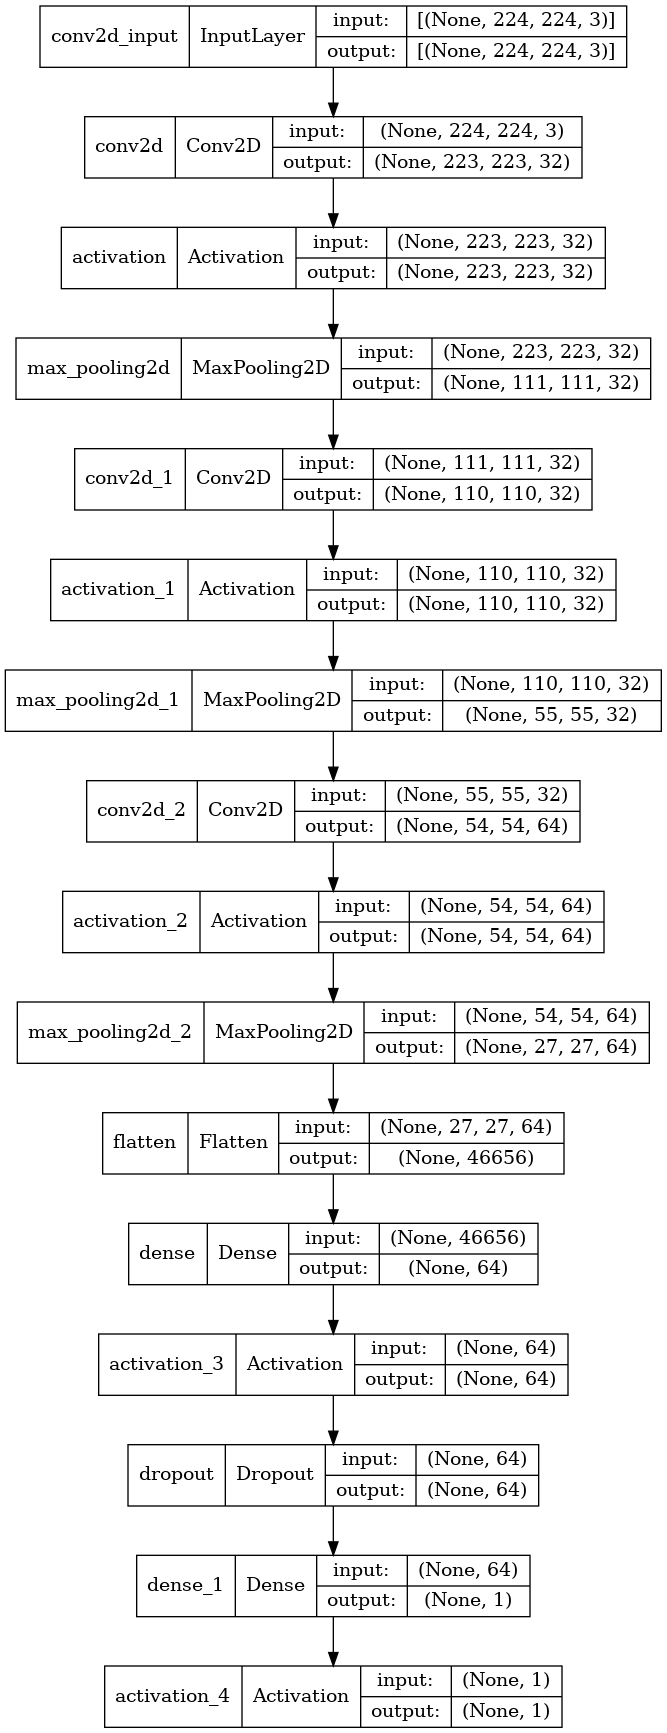 conv2d_input InputLayer input: [(None, 224, 224, 3)]
output: [(None, 224, 224, 3)]
conv2d Conv2D input: (None, 224, 224, 3)
output: (None, 223, 223, 32)
activation Activation input: (None, 223, 223, 32)
output: (None, 223, 223, 32)
max_pooling2d MaxPooling2D input: (None, 223, 223, 32)
output: (None, 111, 111, 32)
conv2d_1 Conv2D input: (None, 111, 111, 32)
output: (None, 110, 110, 32)
activation_1 Activation input: (None, 110, 110, 32)
output: (None, 110, 110, 32)
max_pooling2d_1 MaxPooling2D input: (None, 110, 110, 32)
output: (None, 55, 55, 32)
conv2d_2 Conv2D input: (None, 55, 55, 32)
output: (None, 54, 54, 64)
activation_2 Activation input: (None, 54, 54, 64)
output: (None, 54, 54, 64)
max_pooling2d_2 MaxPooling2D input: (None, 54, 54, 64)
output: (None, 27, 27, 64)
flatten Flatten input: (None, 27, 27, 64)
output: (None, 46656)
dense Dense input: (None, 46656)
output: (None, 64)
activation_3 Activation input: (None, 64)
output: (None, 64)
dropout Dropout input: (None, 64)
output: (None, 64)
dense_1 Dense input: (None, 64)
output: (None, 1)
activation_4 Activation input: (None, 1)
output: (None, 1)